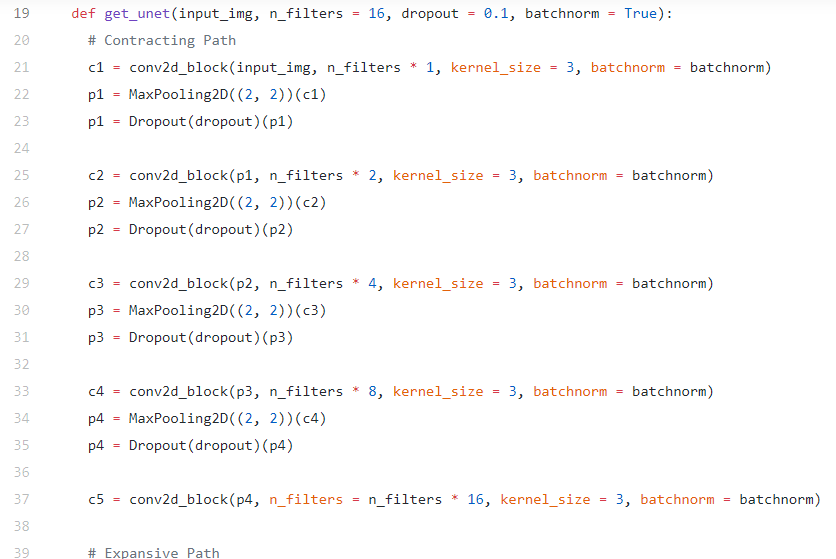 19 def get_unet(input_img, n_filters = 16, dropout = 0.1, batchnorm = True):
20 # Contracting Path
21 c1 = conv2d_block(input_img, n_filters * 1, kernel_size = 3, batchnorm = batchnorm)
22 p1 = MaxPooling2D((2, 2))(c1)
23 p1 = Dropout(dropout)(p1)
24
25 c2 = conv2d_block(p1, n_filters * 2, kernel_size = 3, batchnorm = batchnorm)
26 p2 = MaxPooling2D((2, 2))(c2)
27 p2 = Dropout(dropout)(p2)
28
29 c3 = conv2d_block(p2, n_filters * 4, kernel_size = 3, batchnorm = batchnorm)
30 p3 = MaxPooling2D((2, 2))(c3)
31 p3 = Dropout(dropout)(p3)
32
33 c4 = conv2d_block(p3, n_filters * 8, kernel_size = 3, batchnorm = batchnorm)
34 p4 = MaxPooling2D((2, 2))(c4)
35 p4 = Dropout(dropout)(p4)
36
37 c5 = conv2d_block(p4, n_filters = n_filters * 16, kernel_size = 3, batchnorm = batchnorm)
38
39 # Expansive Path